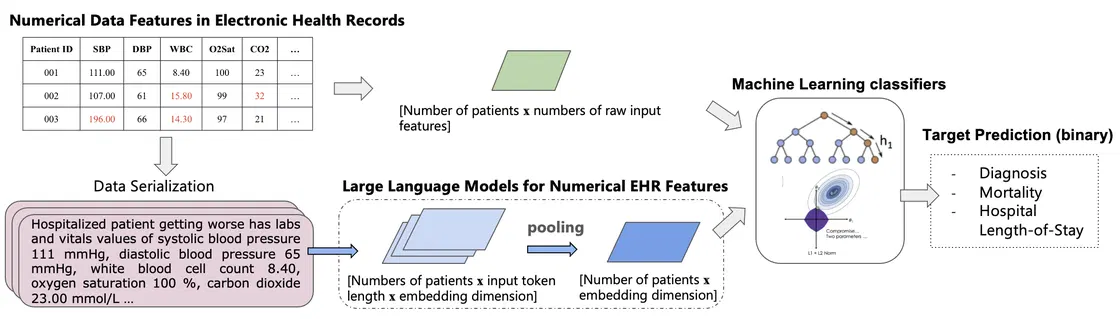 Numerical Data Features in Electronic Health Records
Patient ID SBP DBP WBC O2Sat CO2 ...
001 111.00 65 8.40 100 23 ...
002 107.00 61 15.80 99 32 ...
003 196.00 66 14.30 97 21 ...
[Number of patients x numbers of raw input
features]
Data Serialization
Hospitalized patient getting worse has labs
and vitals values of systolic blood pressure
111 mmHg, diastolic blood pressure 65
mmHg, white blood cell count 8.40,
oxygen saturation 100 %, carbon dioxide
23.00 mmol/L ...
Large Language Models for Numerical EHR Features
pooling
[Numbers of patients x input token
length x embedding dimension]
[Number of patients x
embedding dimension]
Machine Learning classifiers
h1
Compromise...
Two parameters ...
L1 + L2 Norm
Target Prediction (binary)
- Diagnosis
- Mortality
- Hospital
Length-of-Stay